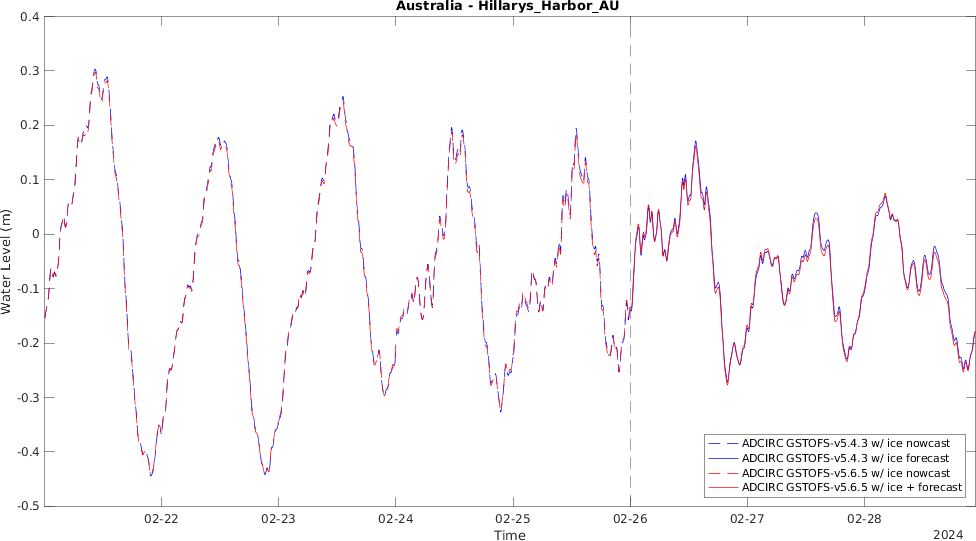 Australia - Hillarys_Harbor_AU
0.4
0.3
0.2
0.1
0
-0.1
-0.2
-0.3
-0.4
-0.5
Water Level (m)
02-22 02-23 02-24 02-25 02-26 02-27 02-28
Time
2024
ADCIRC GSTOFS-v5.4.3 w/ ice nowcast
ADCIRC GSTOFS-v5.4.3 w/ ice forecast
ADCIRC GSTOFS-v5.6.5 w/ ice nowcast
ADCIRC GSTOFS-v5.6.5 w/ ice + forecast